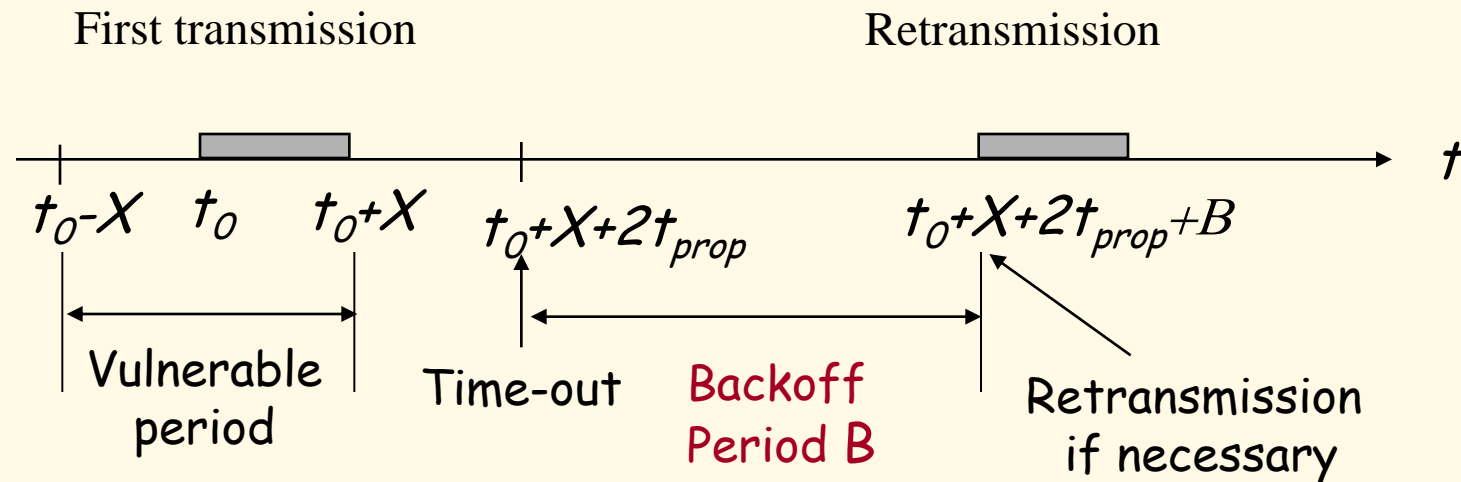 First transmission
Retransmission
t
t₀-X
t₀
t₀+X
t₀+X+2tₚᵣₒₚ
t₀+X+2tₚᵣₒₚ+B
Vulnerable
period
Time-out
Backoff
Period B
Retransmission
if necessary